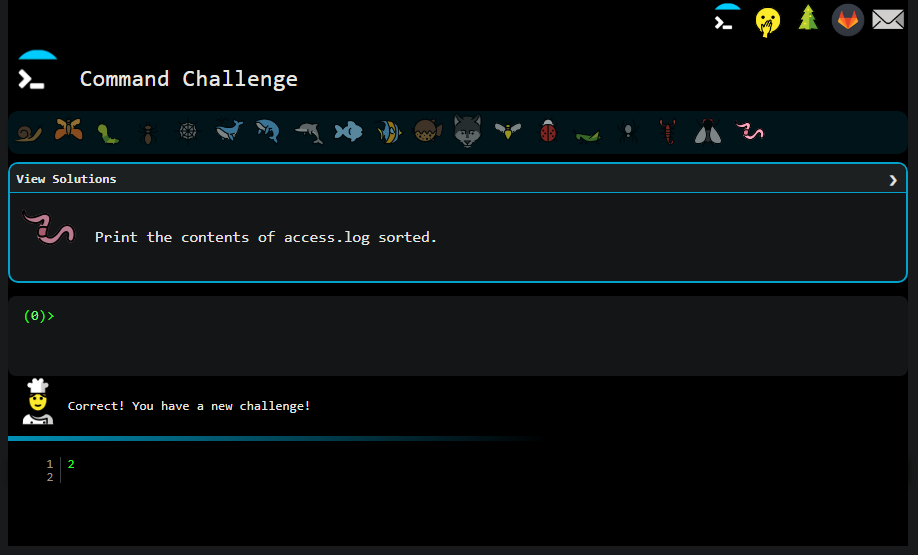 Command Challenge
View Solutions
Print the contents of access.log sorted.
(0)>
Correct! You have a new challenge!
1 2
2